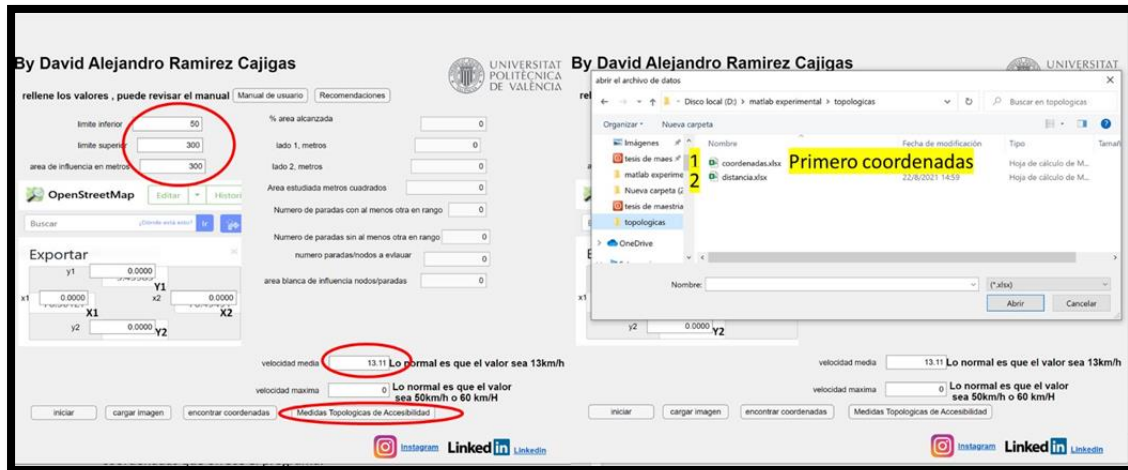 By David Alejandro Ramirez Cajigas
UNIVERSITAT
POLITÈCNICA
DE VALÈNCIA
rellene los valores , puede revisar el manual
Manual de usuario
Recomendaciones
limite inferior 50
limite superior 300
area de influencia en metros 300
% area alcanzada 0
lado 1, metros 0
lado 2, metros 0
Area estudiada metros cuadrados 0
Numero de paradas con al menos otra en rango 0
Numero de paradas sin al menos otra en rango 0
numero paradas/nodos a evlauar 0
area blanca de influencia nodos/paradas 0
OpenStreetMap
Editar
Histori
Buscar
¿Dónde está esto?
Ir
Exportar
y1 0.0000
Y1
x1 0.0000
x2 0.0000
X1
X2
y2 0.0000
Y2
velocidad media 13.11 Lo normal es que el valor sea 13km/h
velocidad maxima 0 Lo normal es que el valor
sea 50km/h o 60 km/H
iniciar
cargar imagen
encontrar coordenadas
Medidas Topologicas de Accesibilidad
Instagram
Linked in Linkedin
By David Alejandro Ramirez Cajigas
UNIVERSITAT
rel
abrir el archivo de datos
Disco local (D:) > matlab experimental > topologicas
Buscar en topologicas
Organizar
Nueva carpeta
Nombre
Fecha de modificación
Tipo
Tamañ
Imágenes
tesis de maes
matlab experime
Nueva carpeta (2
tesis de maestria
topologicas
OneDrive
1 coordenadas.xlsx Primero coordenadas Hoja de cálculo de M...
2 distancia.xlsx 22/8/2021 14:59 Hoja de cálculo de M...
Nombre:
(*.xlsx)
Abrir
Cancelar
x1
y2 0.0000
Y2
velocidad media 13.11 Lo normal es que el valor sea 13km/h
velocidad maxima 0 Lo normal es que el valor
sea 50km/h o 60 km/H
iniciar
cargar imagen
encontrar coordenadas
Medidas Topologicas de Accesibilidad
Instagram
Linked in Linkedin